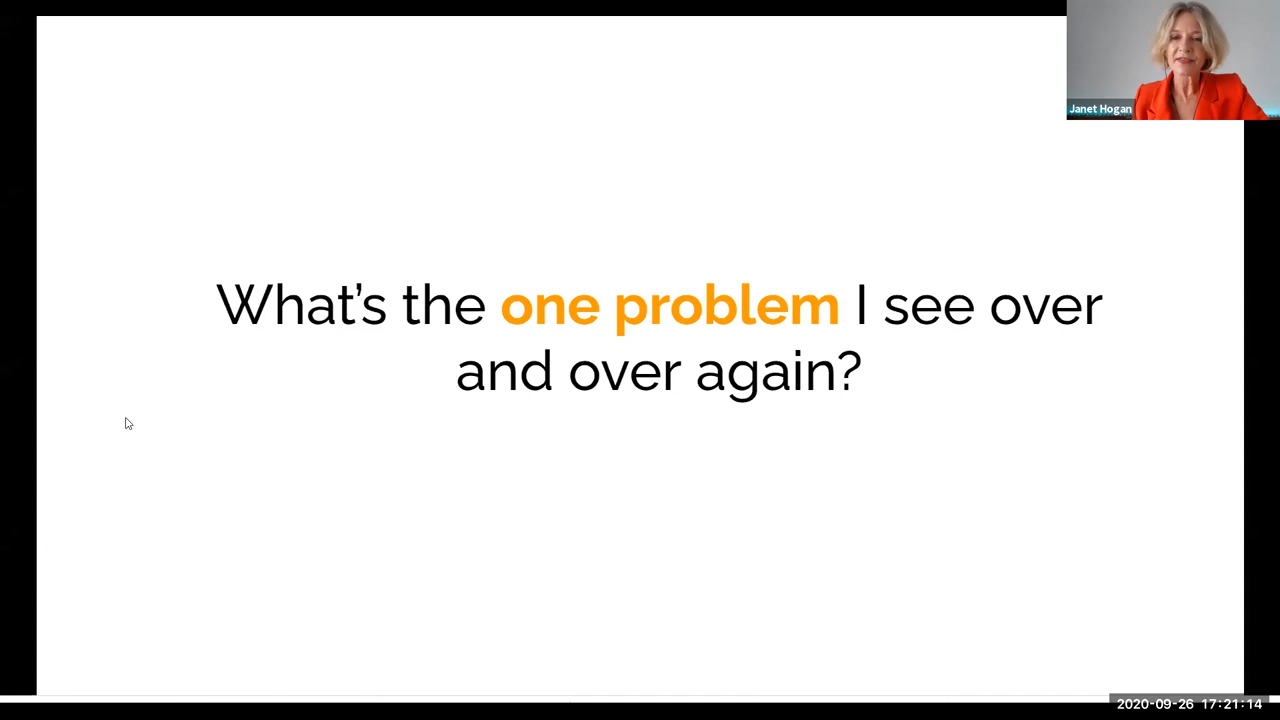 Janet Hogan
What’s the one problem I see over
and over again?
2020-09-26 17:21:14